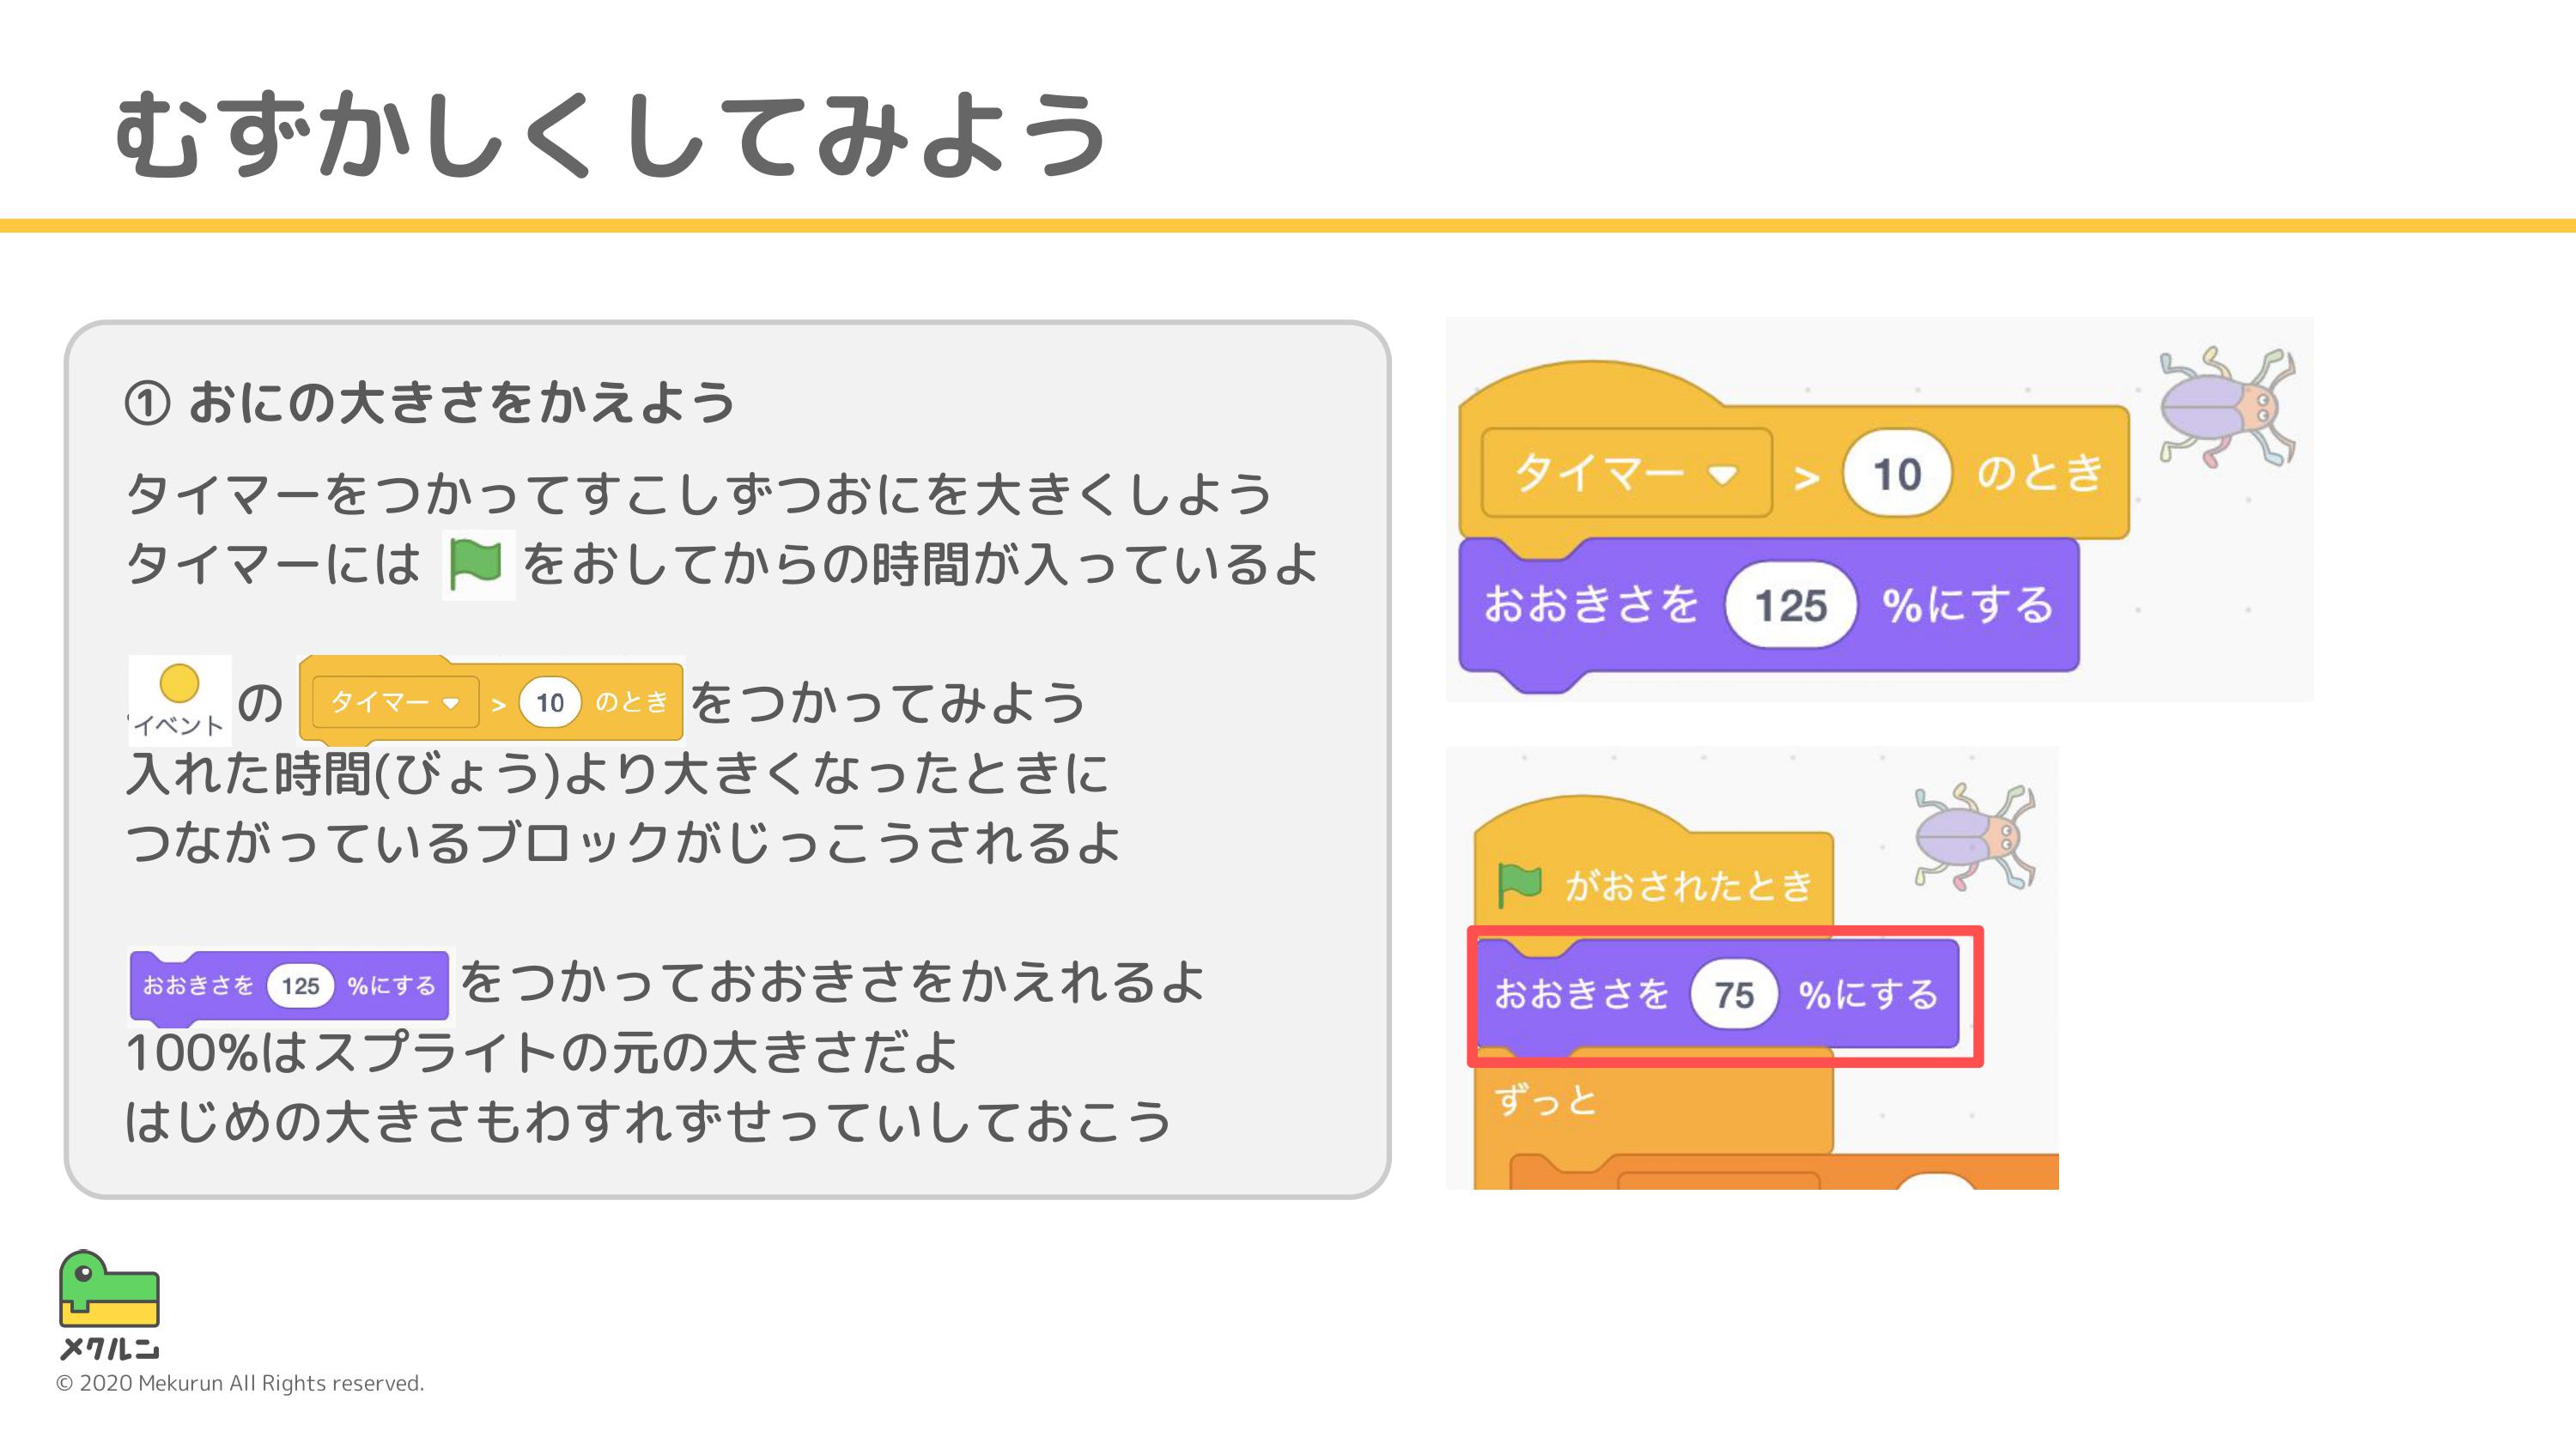 むずかしくしてみよう
① おにの大きさをかえよう
タイマーをつかってすこしずつおにを大きくしよう
タイマーには をおしてからの時間が入っているよ
イベント の タイマー > 10 のとき をつかってみよう
入れた時間(びょう)より大きくなったときに
つながっているブロックがじっこうされるよ
おおきさを 125 %にする をつかっておおきさをかえれるよ
100%はスプライトの元の大きさだよ
はじめの大きさもわすれずせっていしておこう
タイマー > 10 のとき
おおきさを 125 %にする
がおされたとき
おおきさを 75 %にする
ずっと
メクルン
© 2020 Mekurun All Rights reserved.